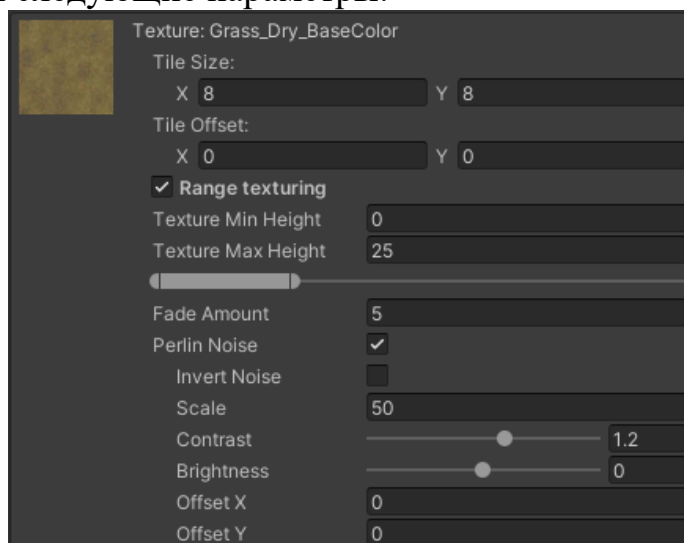 следующие параметры:
Texture: Grass_Dry_BaseColor
Tile Size:
X 8 Y 8
Tile Offset:
X 0 Y 0
Range texturing
Texture Min Height 0
Texture Max Height 25
Fade Amount 5
Perlin Noise
Invert Noise
Scale 50
Contrast 1.2
Brightness 0
Offset X 0
Offset Y 0